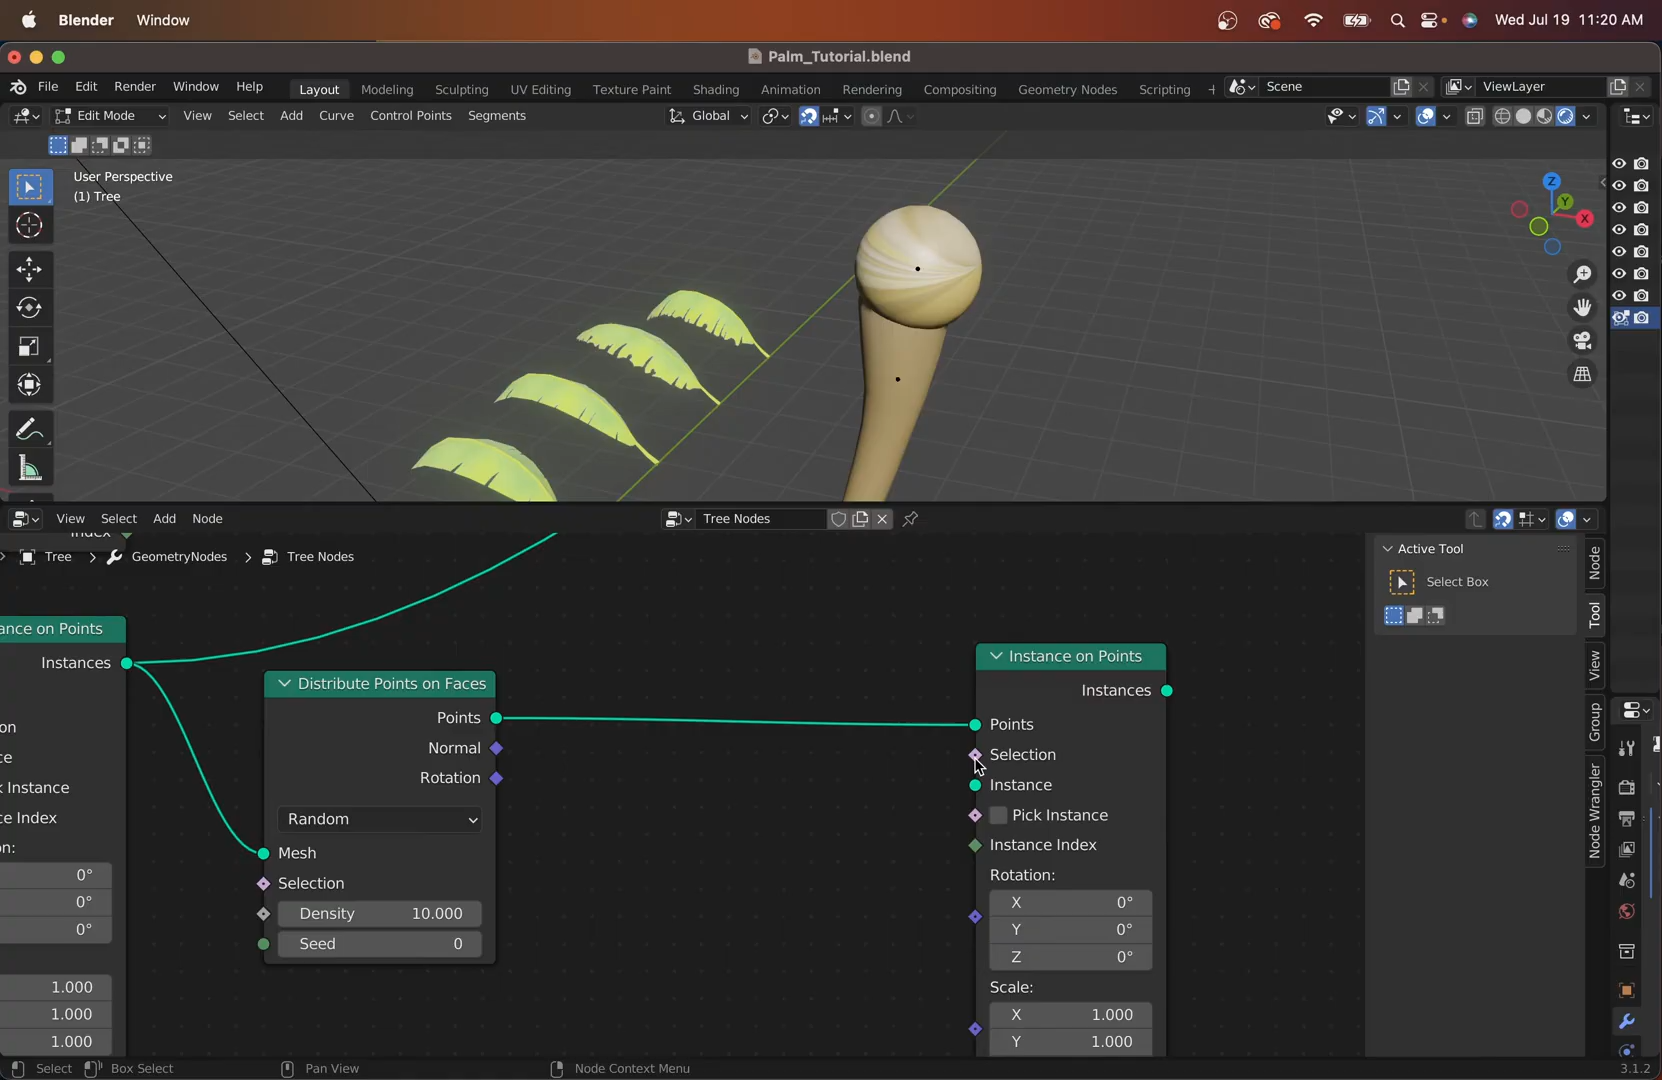 Blender Window Wed Jul 19 11:20 AM
Palm_Tutorial.blend
File Edit Render Window Help Layout Modeling Sculpting UV Editing Texture Paint Shading Animation Rendering Compositing Geometry Nodes Scripting + Scene ViewLayer
Edit Mode View Select Add Curve Control Points Segments Global
User Perspective
(1) Tree
Z
Y
X
View Select Add Node Tree Nodes
Index
Tree GeometryNodes Tree Nodes
Active Tool
Select Box
Node
Tool
View
Group
Node Wrangler
ance on Points
Instances
on
ce
k Instance
ce Index
n:
0°
0°
0°
1.000
1.000
1.000
Distribute Points on Faces
Points
Normal
Rotation
Random
Mesh
Selection
Density 10.000
Seed 0
Instance on Points
Instances
Points
Selection
Instance
Pick Instance
Instance Index
Rotation:
X 0°
Y 0°
Z 0°
Scale:
X 1.000
Y 1.000
Select Box Select Pan View Node Context Menu 3.1.2